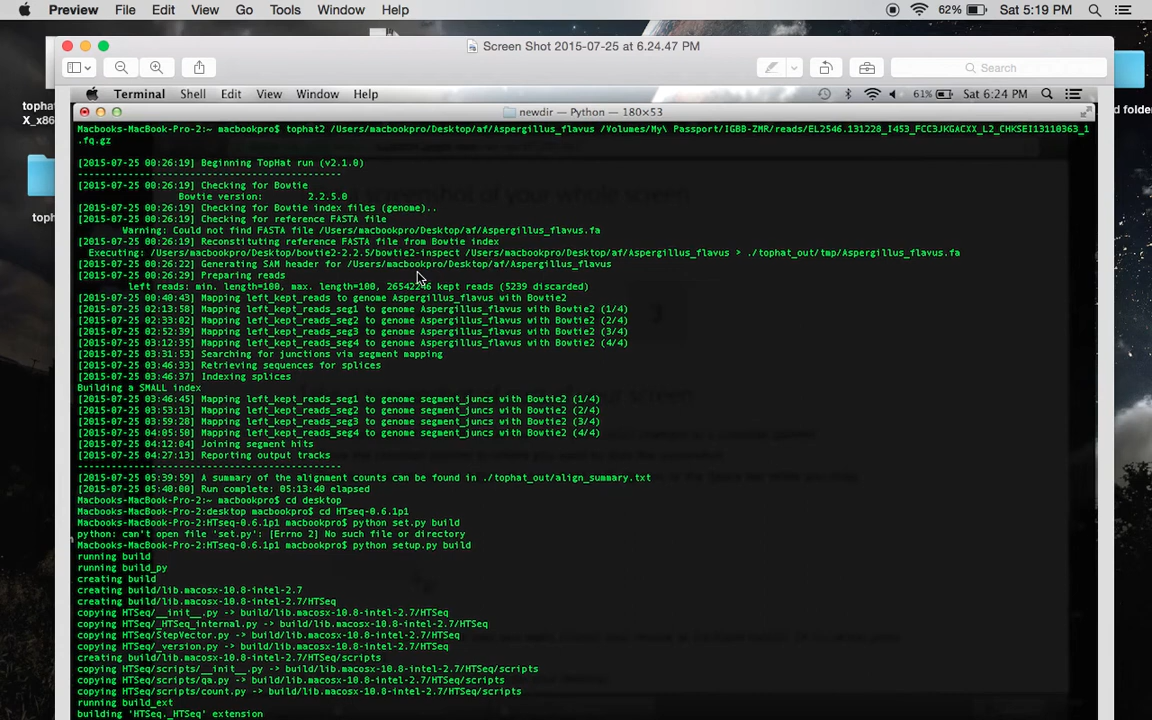 Preview File Edit View Go Tools Window Help 62% Sat 5:19 PM
Screen Shot 2015-07-25 at 6.24.47 PM
Search
Terminal Shell Edit View Window Help 61% Sat 6:24 PM
newdir — Python — 180×53
Macbooks-MacBook-Pro-2:~ macbookpro$ tophat2 /Users/macbookpro/Desktop/af/Aspergillus_flavus /Volumes/My\ Passport/IGBB-ZMR/reads/EL2546.131228_I453_FCC3JKGACXX_L2_CHKSEI13110363_1
.fq.gz
[2015-07-25 00:26:19] Beginning TopHat run (v2.1.0)
-----------------------------------------------
[2015-07-25 00:26:19] Checking for Bowtie
Bowtie version: 2.2.5.0
[2015-07-25 00:26:19] Checking for Bowtie index files (genome)..
[2015-07-25 00:26:19] Checking for reference FASTA file
Warning: Could not find FASTA file /Users/macbookpro/Desktop/af/Aspergillus_flavus.fa
[2015-07-25 00:26:19] Reconstituting reference FASTA file from Bowtie index
Executing: /Users/macbookpro/Desktop/bowtie2-2.2.5/bowtie2-inspect /Users/macbookpro/Desktop/af/Aspergillus_flavus > ./tophat_out/tmp/Aspergillus_flavus.fa
[2015-07-25 00:26:22] Generating SAM header for /Users/macbookpro/Desktop/af/Aspergillus_flavus
[2015-07-25 00:26:29] Preparing reads
left reads: min. length=100, max. length=100, kept reads (5239 discarded)
[2015-07-25 00:40:43] Mapping left_kept_reads to genome Aspergillus_flavus with Bowtie2
[2015-07-25 02:13:58] Mapping left_kept_reads_seg1 to genome Aspergillus_flavus with Bowtie2 (1/4)
[2015-07-25 02:33:02] Mapping left_kept_reads_seg2 to genome Aspergillus_flavus with Bowtie2 (2/4)
[2015-07-25 02:52:39] Mapping left_kept_reads_seg3 to genome Aspergillus_flavus with Bowtie2 (3/4)
[2015-07-25 03:12:35] Mapping left_kept_reads_seg4 to genome Aspergillus_flavus with Bowtie2 (4/4)
[2015-07-25 03:31:53] Searching for junctions via segment mapping
[2015-07-25 03:46:33] Retrieving sequences for splices
[2015-07-25 03:46:37] Indexing splices
Building a SMALL index
[2015-07-25 03:46:45] Mapping left_kept_reads_seg1 to genome segment_juncs with Bowtie2 (1/4)
[2015-07-25 03:53:13] Mapping left_kept_reads_seg2 to genome segment_juncs with Bowtie2 (2/4)
[2015-07-25 03:59:28] Mapping left_kept_reads_seg3 to genome segment_juncs with Bowtie2 (3/4)
[2015-07-25 04:05:50] Mapping left_kept_reads_seg4 to genome segment_juncs with Bowtie2 (4/4)
[2015-07-25 04:12:04] Joining segment hits
[2015-07-25 04:27:13] Reporting output tracks
-----------------------------------------------
[2015-07-25 05:39:59] A summary of the alignment counts can be found in ./tophat_out/align_summary.txt
[2015-07-25 05:40:00] Run complete: 05:13:40 elapsed
Macbooks-MacBook-Pro-2:~ macbookpro$ cd desktop
Macbooks-MacBook-Pro-2:desktop macbookpro$ cd HTseq-0.6.1p1
Macbooks-MacBook-Pro-2:HTseq-0.6.1p1 macbookpro$ python set.py build
python: can't open file 'set.py': [Errno 2] No such file or directory
Macbooks-MacBook-Pro-2:HTseq-0.6.1p1 macbookpro$ python setup.py build
running build
running build_py
creating build
creating build/lib.macosx-10.8-intel-2.7
creating build/lib.macosx-10.8-intel-2.7/HTSeq
copying HTSeq/__init__.py -> build/lib.macosx-10.8-intel-2.7/HTSeq
copying HTSeq/_HTSeq_internal.py -> build/lib.macosx-10.8-intel-2.7/HTSeq
copying HTSeq/StepVector.py -> build/lib.macosx-10.8-intel-2.7/HTSeq
copying HTSeq/_version.py -> build/lib.macosx-10.8-intel-2.7/HTSeq
creating build/lib.macosx-10.8-intel-2.7/HTSeq/scripts
copying HTSeq/scripts/__init__.py -> build/lib.macosx-10.8-intel-2.7/HTSeq/scripts
copying HTSeq/scripts/qa.py -> build/lib.macosx-10.8-intel-2.7/HTSeq/scripts
copying HTSeq/scripts/count.py -> build/lib.macosx-10.8-intel-2.7/HTSeq/scripts
running build_ext
building 'HTSeq._HTSeq' extension
tophat
X_x86
toph
d folder